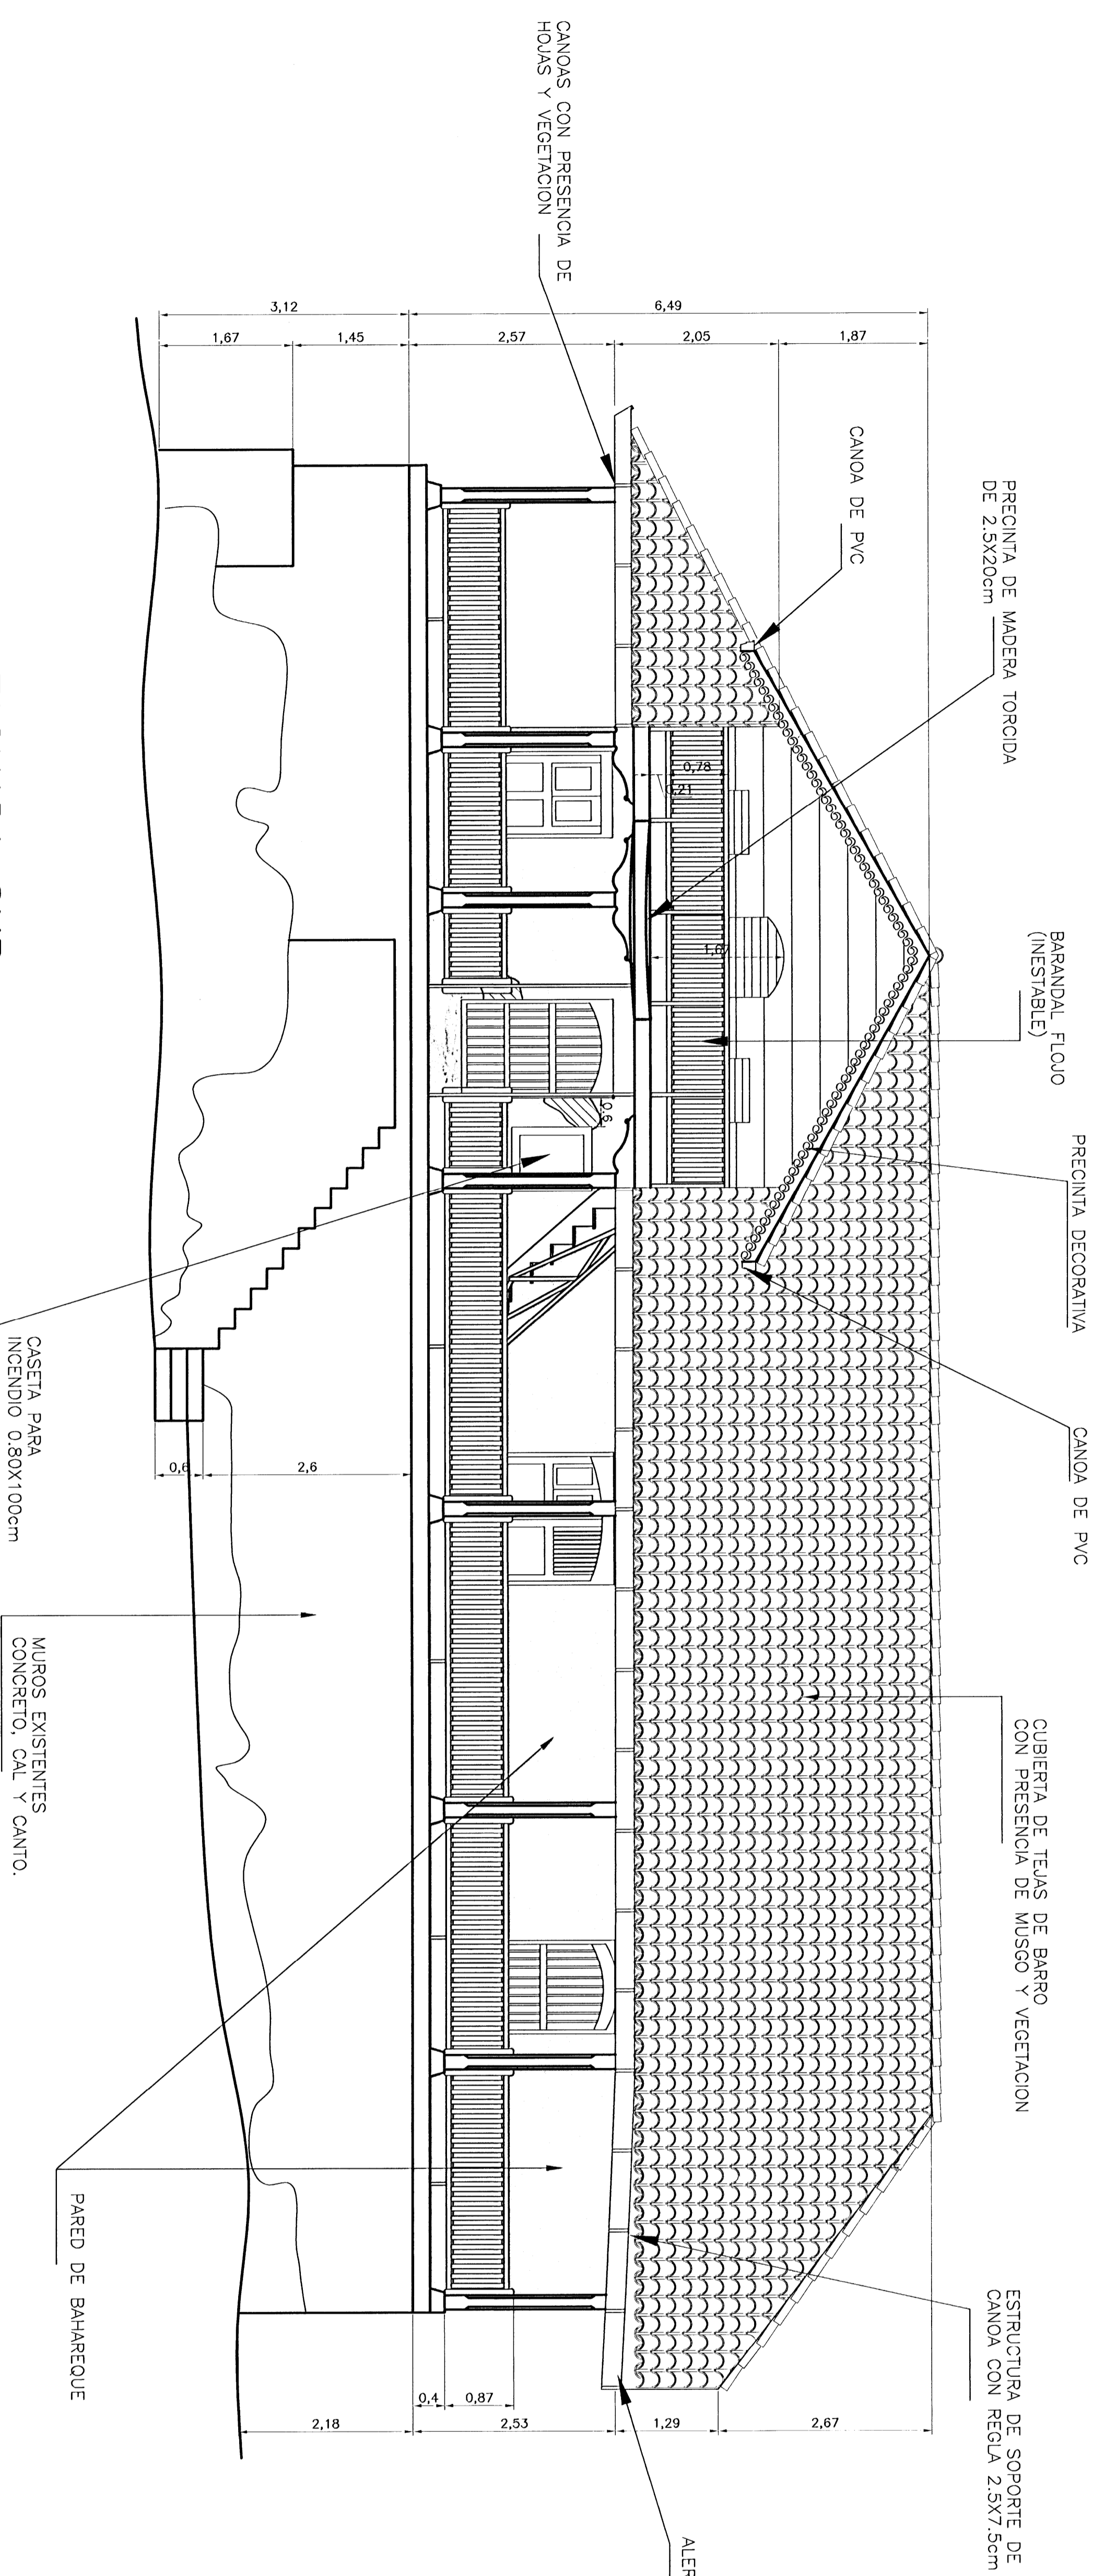 CANOAS CON PRESENCIA DE
HOJAS Y VEGETACION
CANOA DE PVC
PRECINTA DE MADERA TORCIDA
DE 2.5X20cm
BARANDAL FLOJO
(INESTABLE)
PRECINTA DECORATIVA
CANOA DE PVC
CUBIERTA DE TEJAS DE BARRO
CON PRESENCIA DE MUSGO Y VEGETACION
ESTRUCTURA DE SOPORTE DE
CANOA CON REGLA 2.5X7.5cm
3,12
6,49
1,67
1,45
2,57
2,05
1,87
0,78
0,21
1,67
0,6
0,6
2,6
CASETA PARA
INCENDIO 0.80X100cm
MUROS EXISTENTES
CONCRETO, CAL Y CANTO.
PARED DE BAHAREQUE
0,4
0,87
2,18
2,53
1,29
2,67